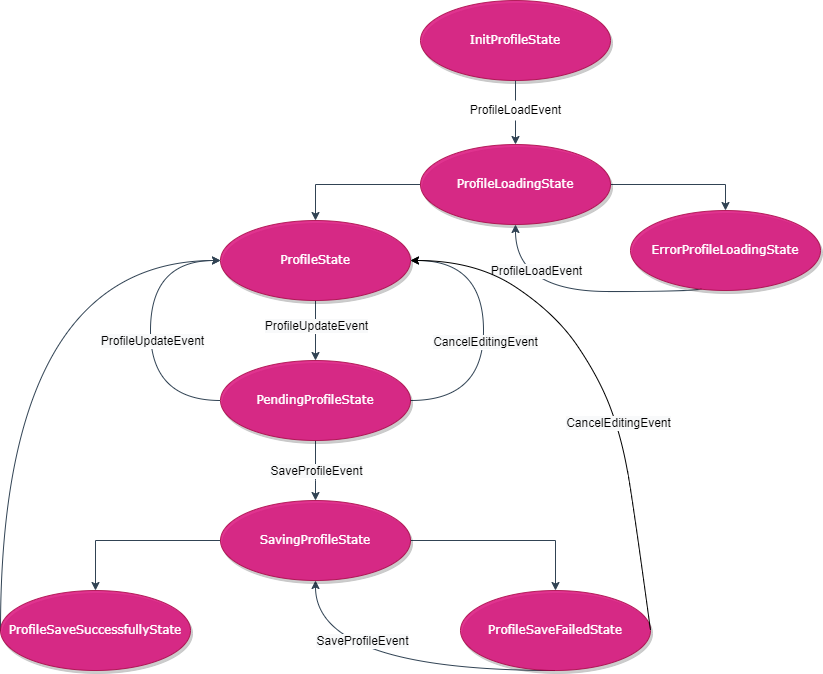 InitProfileState
ProfileLoadEvent
ProfileLoadingState
ProfileState
ErrorProfileLoadingState
ProfileLoadEvent
ProfileUpdateEvent
ProfileUpdateEvent
CancelEditingEvent
PendingProfileState
CancelEditingEvent
SaveProfileEvent
SavingProfileState
ProfileSaveSuccessfullyState
ProfileSaveFailedState
SaveProfileEvent